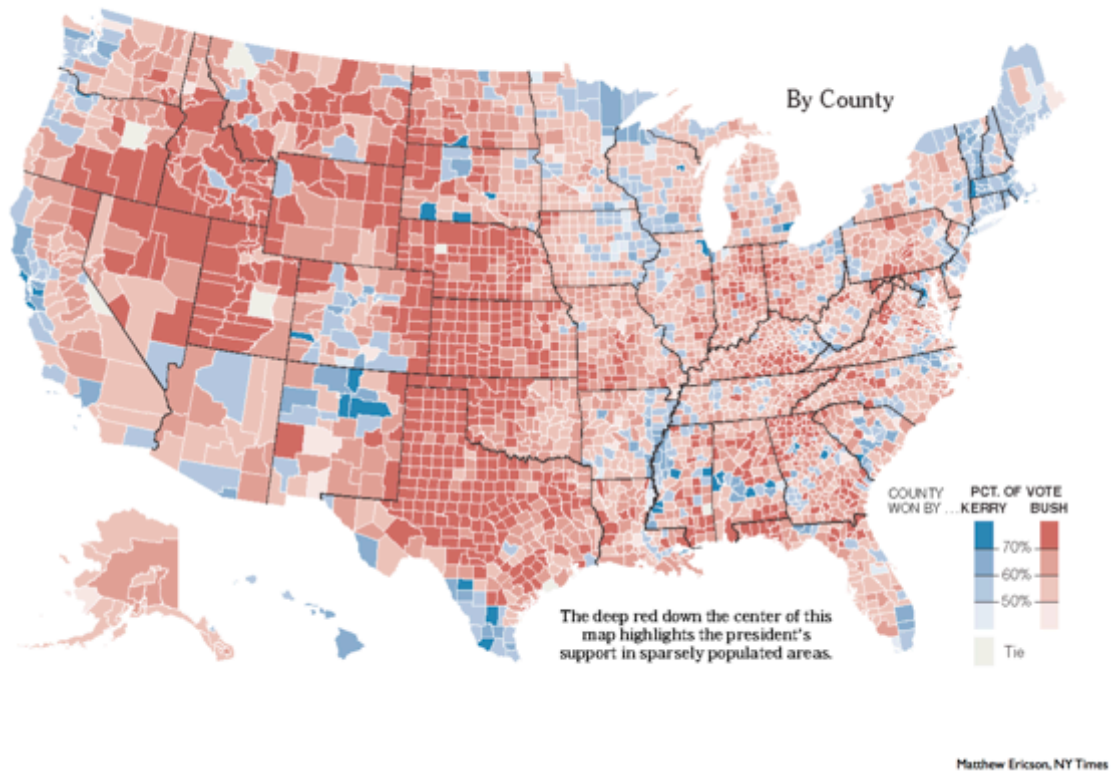 By County
COUNTY PCT. OF VOTE
WON BY ... KERRY BUSH
70%
60%
50%
Tie
The deep red down the center of this
map highlights the president's
support in sparsely populated areas.
Matthew Ericson, NY Times